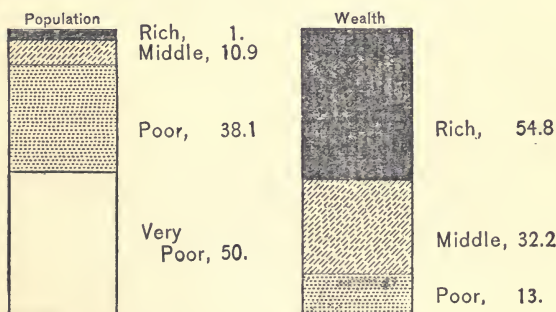 Population
Rich, 1.
Middle, 10.9
Poor, 38.1
Very
Poor, 50.
Wealth
Rich, 54.8
Middle, 32.2
Poor, 13.